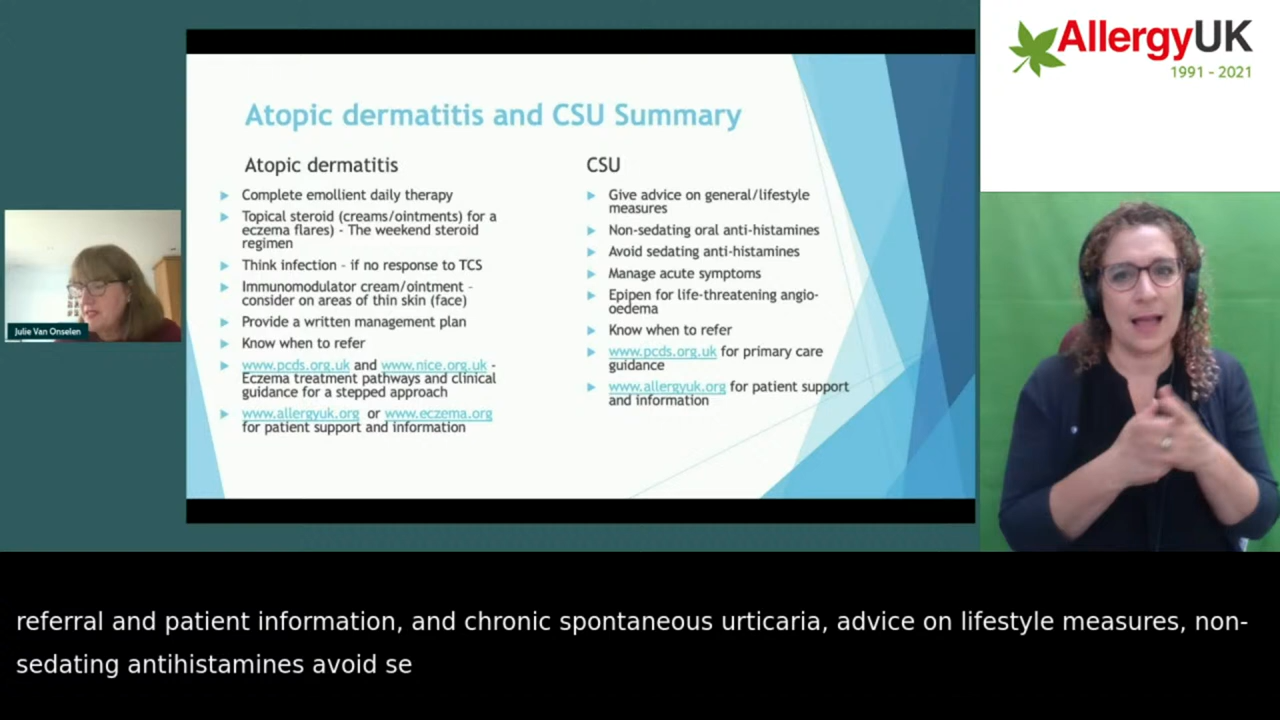 AllergyUK
1991 - 2021
Atopic dermatitis and CSU Summary
Atopic dermatitis
Complete emollient daily therapy
Topical steroid (creams/ointments) for a
eczema flares) - The weekend steroid
regimen
Think infection - if no response to TCS
Immunomodulator cream/ointment -
consider on areas of thin skin (face)
Provide a written management plan
Know when to refer
www.pcds.org.uk and www.nice.org.uk -
Eczema treatment pathways and clinical
guidance for a stepped approach
www.allergyuk.org or www.eczema.org
for patient support and information
CSU
Give advice on general/lifestyle
measures
Non-sedating oral anti-histamines
Avoid sedating anti-histamines
Manage acute symptoms
Epipen for life-threatening angio-
oedema
Know when to refer
www.pcds.org.uk for primary care
guidance
www.allergyuk.org for patient support
and information
Julie Van Onselen
referral and patient information, and chronic spontaneous urticaria, advice on lifestyle measures, non-
sedating antihistamines avoid se